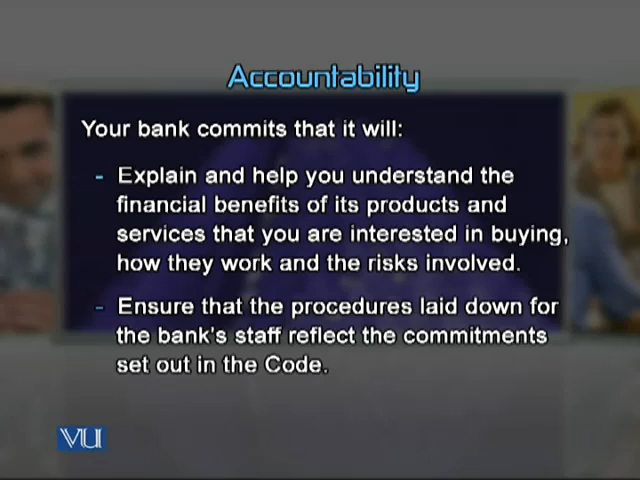 Accountability
Your bank commits that it will:
- Explain and help you understand the
financial benefits of its products and
services that you are interested in buying,
how they work and the risks involved.
- Ensure that the procedures laid down for
the bank's staff reflect the commitments
set out in the Code.
VU